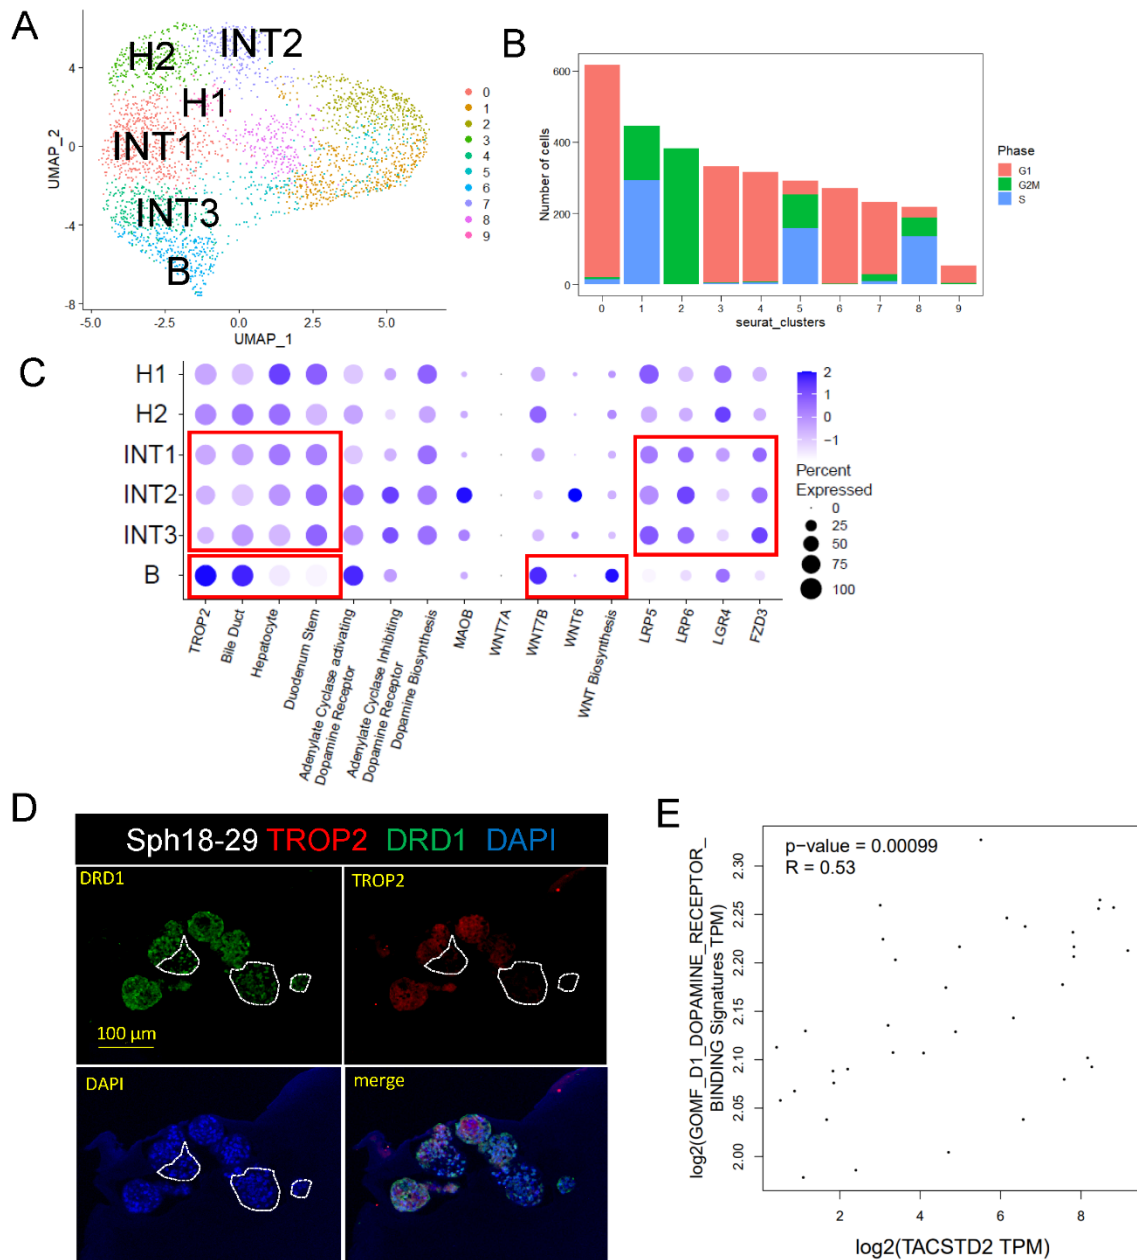 A
H2
INT2
H1
INT1
INT3
B
4
0
-4
-8
UMAP_2
-5.0
-2.5
0.0
2.5
5.0
UMAP_1
0
1
2
3
4
5
6
7
8
9
B
600
400
200
0
Number of cells
0
1
2
3
4
5
6
7
8
9
seurat_clusters
Phase
G1
G2M
S
C
H1
H2
INT1
INT2
INT3
B
TROP2
Bile Duct
Hepatocyte
Duodenum Stem
Adenylate Cyclase activating
Dopamine Receptor
Adenylate Cyclase Inhibiting
Dopamine Receptor
Dopamine Biosynthesis
MAOB
WNT7A
WNT7B
WNT6
WNT Biosynthesis
LRP5
LRP6
LGR4
FZD3
2
1
0
−1
Percent
Expressed
0
25
50
75
100
D
Sph18-29 TROP2 DRD1 DAPI
DRD1
100 µm
TROP2
DAPI
merge
E
p−value = 0.00099
R = 0.53
2.30
2.25
2.20
2.15
2.10
2.05
2.00
log2(GOMF_D1_DOPAMINE_RECEPTOR_
BINDING Signatures TPM)
2
4
6
8
log2(TACSTD2 TPM)